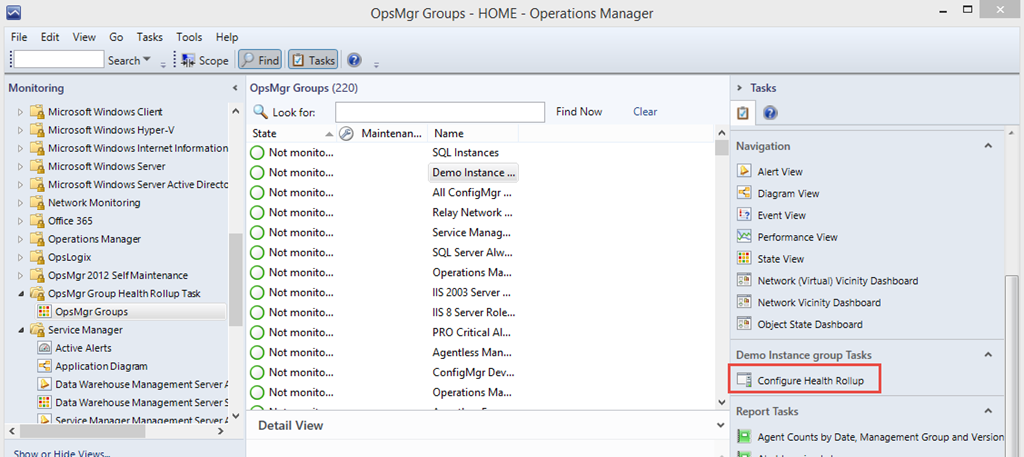 OpsMgr Groups - HOME - Operations Manager
File Edit View Go Tasks Tools Help
Search Scope Find Tasks
Monitoring
Microsoft Windows Client
Microsoft Windows Hyper-V
Microsoft Windows Internet Information
Microsoft Windows Server
Microsoft Windows Server Active Directo
Network Monitoring
Office 365
Operations Manager
OpsLogix
OpsMgr 2012 Self Maintenance
OpsMgr Group Health Rollup Task
OpsMgr Groups
Service Manager
Active Alerts
Application Diagram
Data Warehouse Management Server A
Data Warehouse Management Server S
Service Manager Management Server A
Show or Hide Views...
OpsMgr Groups (220)
Look for: Find Now Clear
State Maintenan... Name
Not monito... SQL Instances
Not monito... Demo Instance ...
Not monito... All ConfigMgr ...
Not monito... Relay Network ...
Not monito... Service Manag...
Not monito... SQL Server Alw...
Not monito... Operations Ma...
Not monito... IIS 2003 Server ...
Not monito... IIS 8 Server Role...
Not monito... PRO Critical Al...
Not monito... Agentless Man...
Not monito... ConfigMgr Dev...
Not monito... Operations Ma...
Detail View
Tasks
Navigation
Alert View
Diagram View
Event View
Performance View
State View
Network (Virtual) Vicinity Dashboard
Network Vicinity Dashboard
Object State Dashboard
Demo Instance group Tasks
Configure Health Rollup
Report Tasks
Agent Counts by Date, Management Group and Version